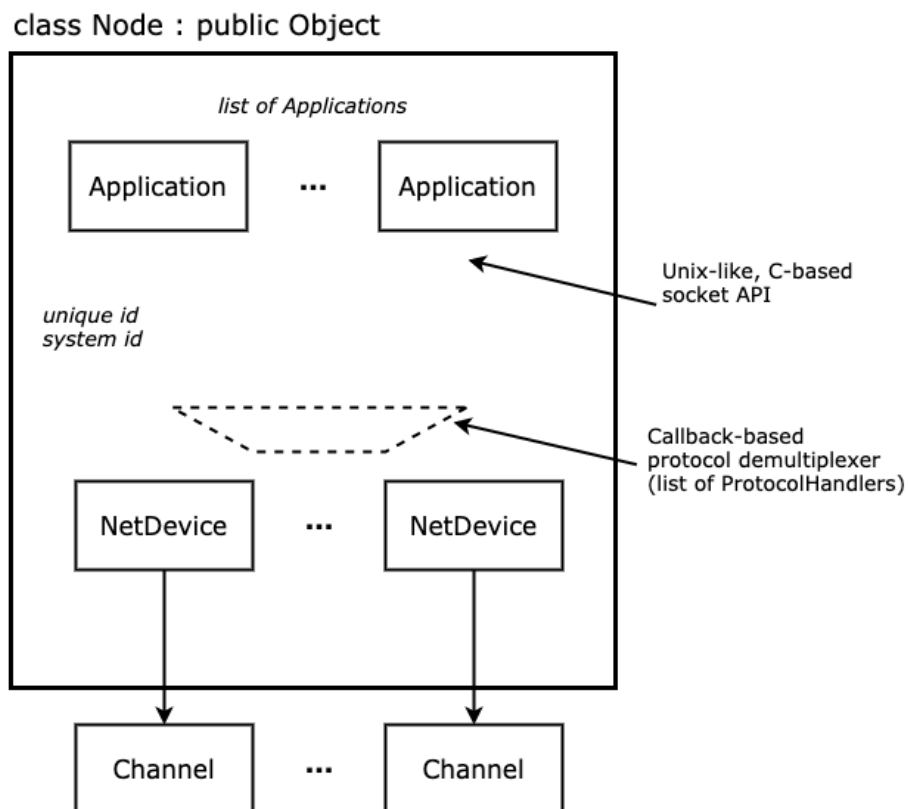 class Node : public Object
list of Applications
Application
...
Application
Unix-like, C-based
socket API
unique id
system id
Callback-based
protocol demultiplexer
(list of ProtocolHandlers)
NetDevice
...
NetDevice
Channel
...
Channel